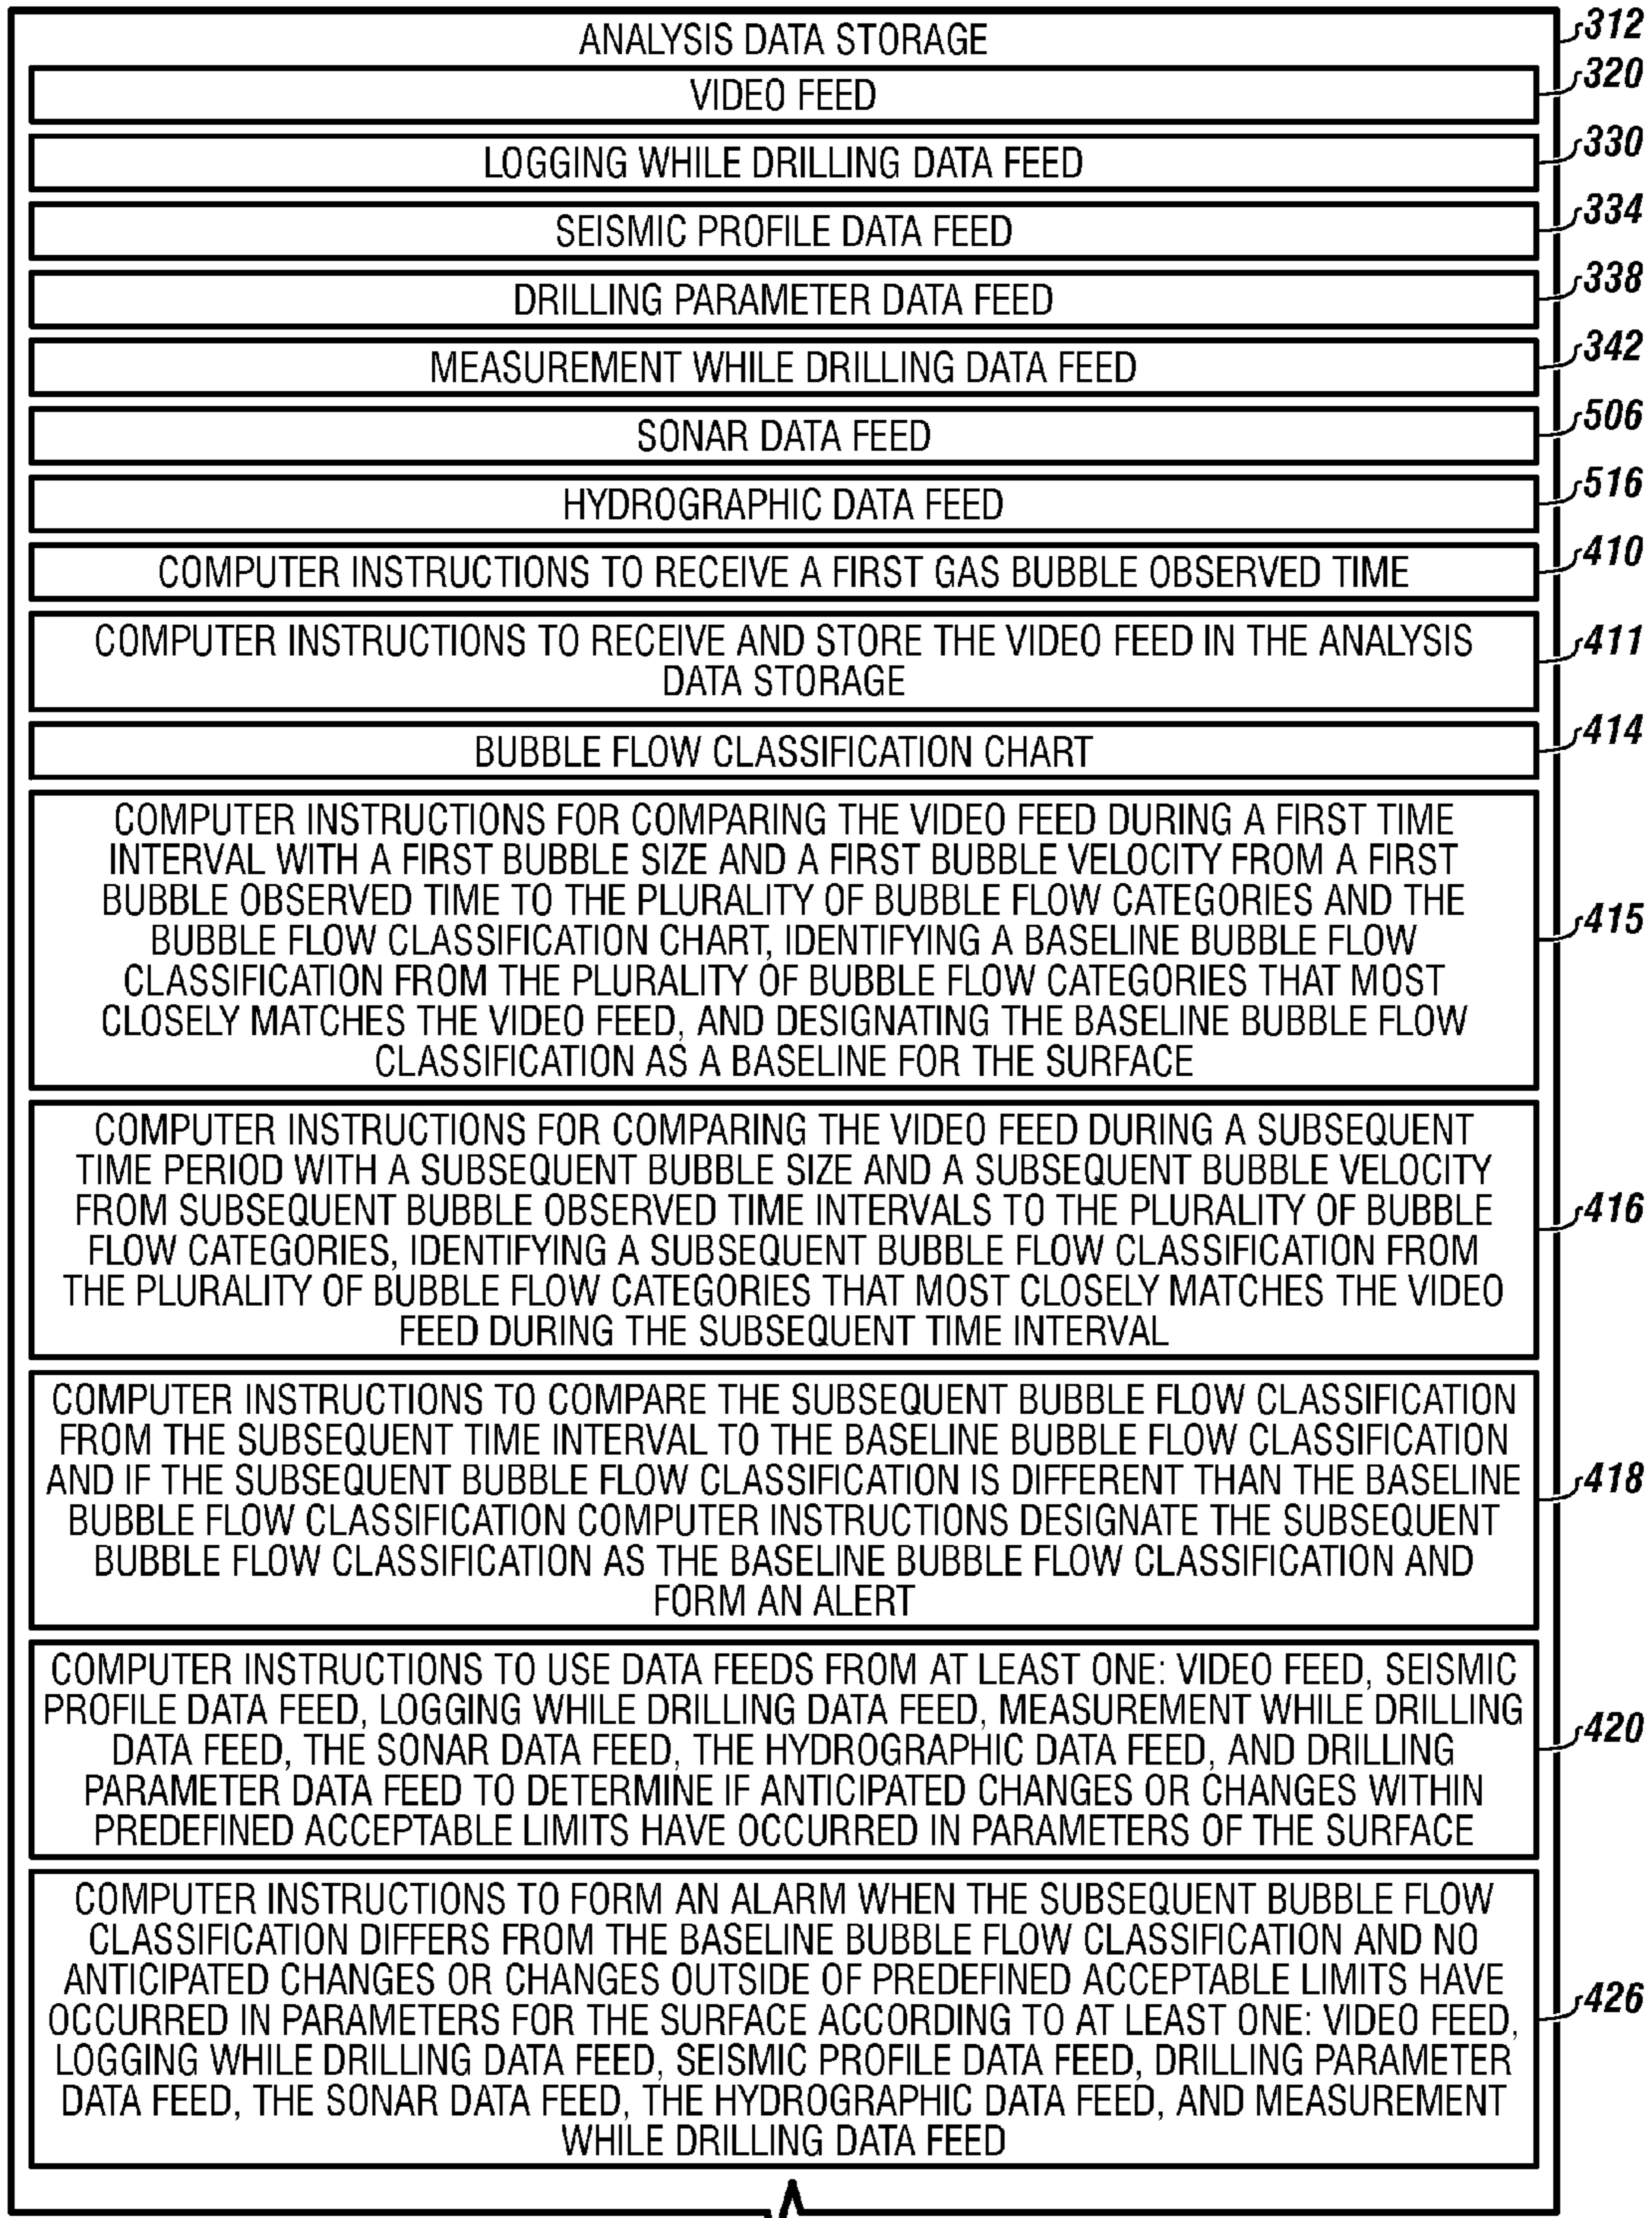 ANALYSIS DATA STORAGE
312
VIDEO FEED
320
LOGGING WHILE DRILLING DATA FEED
330
SEISMIC PROFILE DATA FEED
334
DRILLING PARAMETER DATA FEED
338
MEASUREMENT WHILE DRILLING DATA FEED
342
SONAR DATA FEED
506
HYDROGRAPHIC DATA FEED
516
COMPUTER INSTRUCTIONS TO RECEIVE A FIRST GAS BUBBLE OBSERVED TIME
410
COMPUTER INSTRUCTIONS TO RECEIVE AND STORE THE VIDEO FEED IN THE ANALYSIS
DATA STORAGE
411
BUBBLE FLOW CLASSIFICATION CHART
414
COMPUTER INSTRUCTIONS FOR COMPARING THE VIDEO FEED DURING A FIRST TIME
INTERVAL WITH A FIRST BUBBLE SIZE AND A FIRST BUBBLE VELOCITY FROM A FIRST
BUBBLE OBSERVED TIME TO THE PLURALITY OF BUBBLE FLOW CATEGORIES AND THE
BUBBLE FLOW CLASSIFICATION CHART, IDENTIFYING A BASELINE BUBBLE FLOW
CLASSIFICATION FROM THE PLURALITY OF BUBBLE FLOW CATEGORIES THAT MOST
CLOSELY MATCHES THE VIDEO FEED, AND DESIGNATING THE BASELINE BUBBLE FLOW
CLASSIFICATION AS A BASELINE FOR THE SURFACE
415
COMPUTER INSTRUCTIONS FOR COMPARING THE VIDEO FEED DURING A SUBSEQUENT
TIME PERIOD WITH A SUBSEQUENT BUBBLE SIZE AND A SUBSEQUENT BUBBLE VELOCITY
FROM SUBSEQUENT BUBBLE OBSERVED TIME INTERVALS TO THE PLURALITY OF BUBBLE
FLOW CATEGORIES, IDENTIFYING A SUBSEQUENT BUBBLE FLOW CLASSIFICATION FROM
THE PLURALITY OF BUBBLE FLOW CATEGORIES THAT MOST CLOSELY MATCHES THE VIDEO
FEED DURING THE SUBSEQUENT TIME INTERVAL
416
COMPUTER INSTRUCTIONS TO COMPARE THE SUBSEQUENT BUBBLE FLOW CLASSIFICATION
FROM THE SUBSEQUENT TIME INTERVAL TO THE BASELINE BUBBLE FLOW CLASSIFICATION
AND IF THE SUBSEQUENT BUBBLE FLOW CLASSIFICATION IS DIFFERENT THAN THE BASELINE
BUBBLE FLOW CLASSIFICATION COMPUTER INSTRUCTIONS DESIGNATE THE SUBSEQUENT
BUBBLE FLOW CLASSIFICATION AS THE BASELINE BUBBLE FLOW CLASSIFICATION AND
FORM AN ALERT
418
COMPUTER INSTRUCTIONS TO USE DATA FEEDS FROM AT LEAST ONE: VIDEO FEED, SEISMIC
PROFILE DATA FEED, LOGGING WHILE DRILLING DATA FEED, MEASUREMENT WHILE DRILLING
DATA FEED, THE SONAR DATA FEED, THE HYDROGRAPHIC DATA FEED, AND DRILLING
PARAMETER DATA FEED TO DETERMINE IF ANTICIPATED CHANGES OR CHANGES WITHIN
PREDEFINED ACCEPTABLE LIMITS HAVE OCCURRED IN PARAMETERS OF THE SURFACE
420
COMPUTER INSTRUCTIONS TO FORM AN ALARM WHEN THE SUBSEQUENT BUBBLE FLOW
CLASSIFICATION DIFFERS FROM THE BASELINE BUBBLE FLOW CLASSIFICATION AND NO
ANTICIPATED CHANGES OR CHANGES OUTSIDE OF PREDEFINED ACCEPTABLE LIMITS HAVE
OCCURRED IN PARAMETERS FOR THE SURFACE ACCORDING TO AT LEAST ONE: VIDEO FEED,
LOGGING WHILE DRILLING DATA FEED, SEISMIC PROFILE DATA FEED, DRILLING PARAMETER
DATA FEED, THE SONAR DATA FEED, THE HYDROGRAPHIC DATA FEED, AND MEASUREMENT
WHILE DRILLING DATA FEED
426